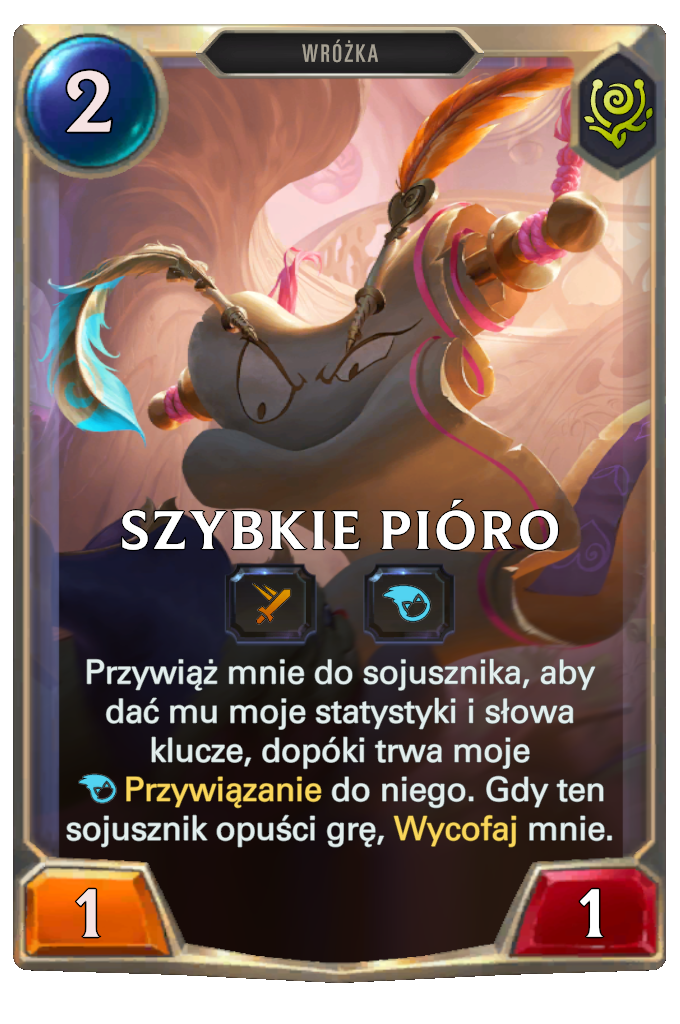 WRÓŻKA
2
SZYBKIE PIÓRO
Przywiąż mnie do sojusznika, aby
dać mu moje statystyki i słowa
klucze, dopóki trwa moje
Przywiązanie do niego. Gdy ten
sojusznik opuści grę, Wycofaj mnie.
1
1